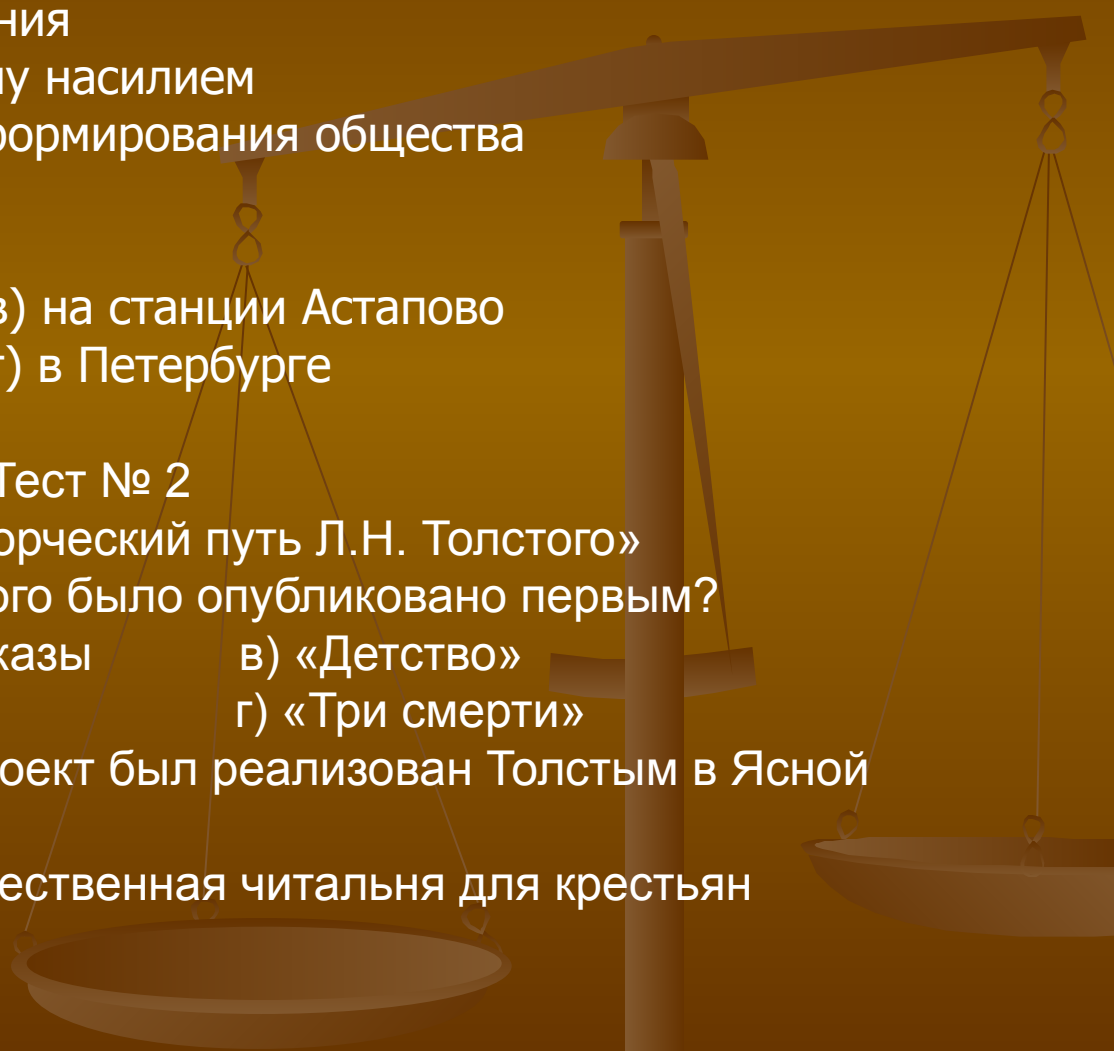 ния
у насилием
формирования общества
в) на станции Астапово
г) в Петербурге
Тест № 2
орческий путь Л.Н. Толстого»
ого было опубликовано первым?
казы в) «Детство»
г) «Три смерти»
оект был реализован Толстым в Ясной
ественная читальня для крестьян